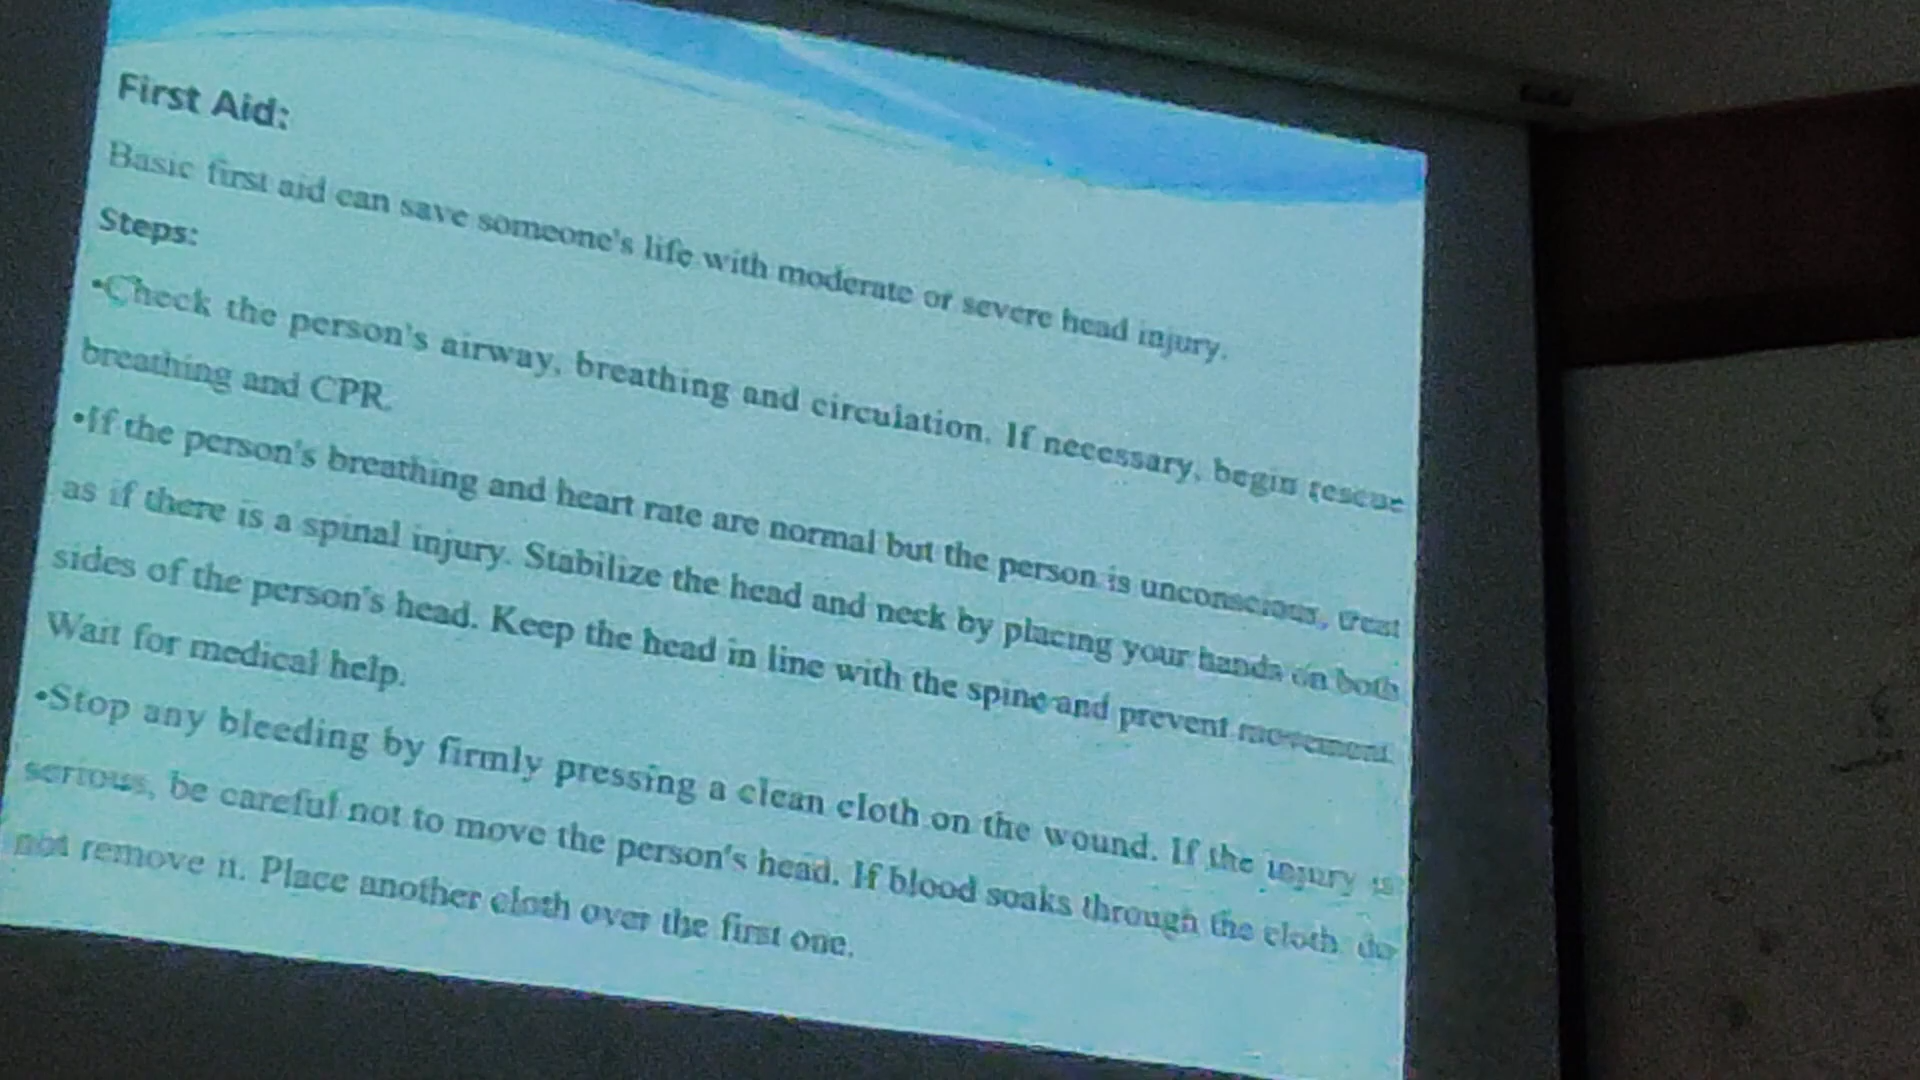 First Aid:
Basic first aid can save someone's life with moderate or severe head injury.
Steps:
•Check the person's airway, breathing and circulation. If necessary, begin rescue
breathing and CPR.
•If the person's breathing and heart rate are normal but the person is unconscious, treat
as if there is a spinal injury. Stabilize the head and neck by placing your hands on both
sides of the person's head. Keep the head in line with the spine and prevent movement.
Wait for medical help.
•Stop any bleeding by firmly pressing a clean cloth on the wound. If the injury is
serious, be careful not to move the person's head. If blood soaks through the cloth, do
not remove it. Place another cloth over the first one.